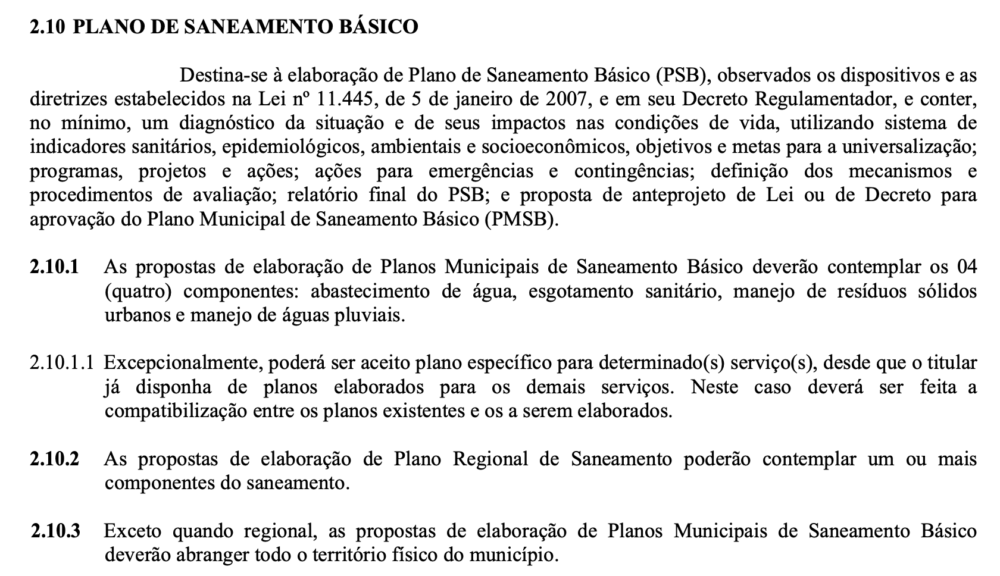 2.10 PLANO DE SANEAMENTO BÁSICO
Destina-se à elaboração de Plano de Saneamento Básico (PSB), observados os dispositivos e as
diretrizes estabelecidos na Lei nº 11.445, de 5 de janeiro de 2007, e em seu Decreto Regulamentador, e conter,
no mínimo, um diagnóstico da situação e de seus impactos nas condições de vida, utilizando sistema de
indicadores sanitários, epidemiológicos, ambientais e socioeconômicos, objetivos e metas para a universalização;
programas, projetos e ações; ações para emergências e contingências; definição dos mecanismos e
procedimentos de avaliação; relatório final do PSB; e proposta de anteprojeto de Lei ou de Decreto para
aprovação do Plano Municipal de Saneamento Básico (PMSB).
2.10.1 As propostas de elaboração de Planos Municipais de Saneamento Básico deverão contemplar os 04
(quatro) componentes: abastecimento de água, esgotamento sanitário, manejo de resíduos sólidos
urbanos e manejo de águas pluviais.
2.10.1.1 Excepcionalmente, poderá ser aceito plano específico para determinado(s) serviço(s), desde que o titular
já disponha de planos elaborados para os demais serviços. Neste caso deverá ser feita a
compatibilização entre os planos existentes e os a serem elaborados.
2.10.2 As propostas de elaboração de Plano Regional de Saneamento poderão contemplar um ou mais
componentes do saneamento.
2.10.3 Exceto quando regional, as propostas de elaboração de Planos Municipais de Saneamento Básico
deverão abranger todo o território físico do município.